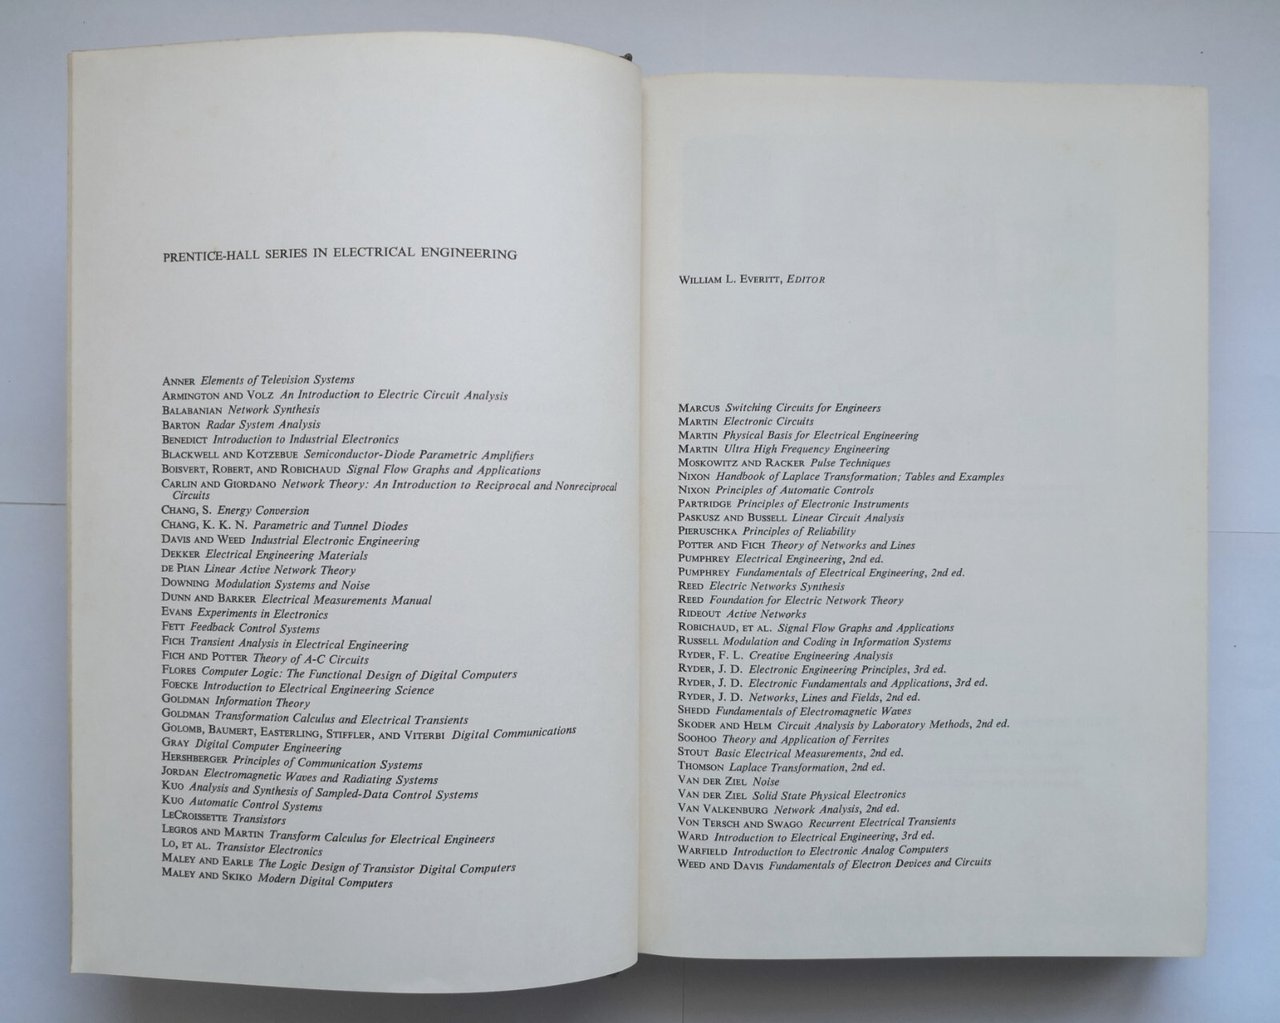 PRENTICE-HALL SERIES IN ELECTRICAL ENGINEERING
ANNER Elements of Television Systems
ARMINGTON AND VOLZ An Introduction to Electric Circuit Analysis
BALABANIAN Network Synthesis
BARTON Radar System Analysis
BENEDICT Introduction to Industrial Electronics
BLACKWELL AND KOTZEBUE Semiconductor-Diode Parametric Amplifiers
BOISVERT, ROBERT, AND ROBICHAUD Signal Flow Graphs and Applications
CARLIN AND GIORDANO Network Theory: An Introduction to Reciprocal and Nonreciprocal
Circuits
CHANG, S. Energy Conversion
CHANG, K. K. N. Parametric and Tunnel Diodes
DAVIS AND WEED Industrial Electronic Engineering
DEKKER Electrical Engineering Materials
DE PIAN Linear Active Network Theory
DOWNING Modulation Systems and Noise
DUNN AND BARKER Electrical Measurements Manual
EVANS Experiments in Electronics
FETT Feedback Control Systems
FICH Transient Analysis in Electrical Engineering
FICH AND POTTER Theory of A-C Circuits
FLORES Computer Logic: The Functional Design of Digital Computers
FOECKE Introduction to Electrical Engineering Science
GOLDMAN Information Theory
GOLDMAN Transformation Calculus and Electrical Transients
GOLOMB, BAUMERT, EASTERLING, STIFFLER, AND VITERBI Digital Communications
GRAY Digital Computer Engineering
HERSHBERGER Principles of Communication Systems
JORDAN Electromagnetic Waves and Radiating Systems
KUO Analysis and Synthesis of Sampled-Data Control Systems
KUO Automatic Control Systems
LECROISSETTE Transistors
LEGROS AND MARTIN Transform Calculus for Electrical Engineers
LO, ET AL. Transistor Electronics
MALEY AND EARLE The Logic Design of Transistor Digital Computers
MALEY AND SKIKO Modern Digital Computers
WILLIAM L. EVERITT, EDITOR
MARCUS Switching Circuits for Engineers
MARTIN Electronic Circuits
MARTIN Physical Basis for Electrical Engineering
MARTIN Ultra High Frequency Engineering
MOSKOWITZ AND RACKER Pulse Techniques
NIXON Handbook of Laplace Transformation; Tables and Examples
NIXON Principles of Automatic Controls
PARTRIDGE Principles of Electronic Instruments
PASKUSZ AND BUSSELL Linear Circuit Analysis
PIERUSCHKA Principles of Reliability
POTTER AND FICH Theory of Networks and Lines
PUMPHREY Electrical Engineering, 2nd ed.
PUMPHREY Fundamentals of Electrical Engineering, 2nd ed.
REED Electric Networks Synthesis
REED Foundation for Electric Network Theory
RIDEOUT Active Networks
ROBICHAUD, ET AL. Signal Flow Graphs and Applications
RUSSELL Modulation and Coding in Information Systems
RYDER, F. L. Creative Engineering Analysis
RYDER, J. D. Electronic Engineering Principles, 3rd ed.
RYDER, J. D. Electronic Fundamentals and Applications, 3rd ed.
RYDER, J. D. Networks, Lines and Fields, 2nd ed.
SHEDD Fundamentals of Electromagnetic Waves
SKODER AND HELM Circuit Analysis by Laboratory Methods, 2nd ed.
SOOHOO Theory and Application of Ferrites
STOUT Basic Electrical Measurements, 2nd ed.
THOMSON Laplace Transformation, 2nd ed.
VAN DER ZIEL Noise
VAN DER ZIEL Solid State Physical Electronics
VAN VALKENBURG Network Analysis, 2nd ed.
VON TERSCH AND SWAGO Recurrent Electrical Transients
WARD Introduction to Electrical Engineering, 3rd ed.
WARFIELD Introduction to Electronic Analog Computers
WEED AND DAVIS Fundamentals of Electron Devices and Circuits